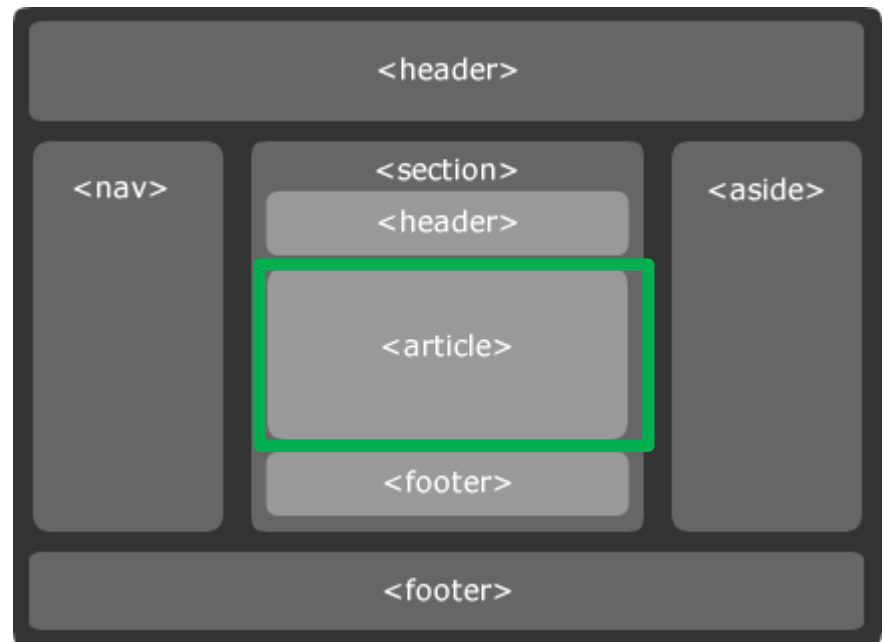 <header>
<nav>
<section>
<header>
<article>
<footer>
<aside>
<footer>